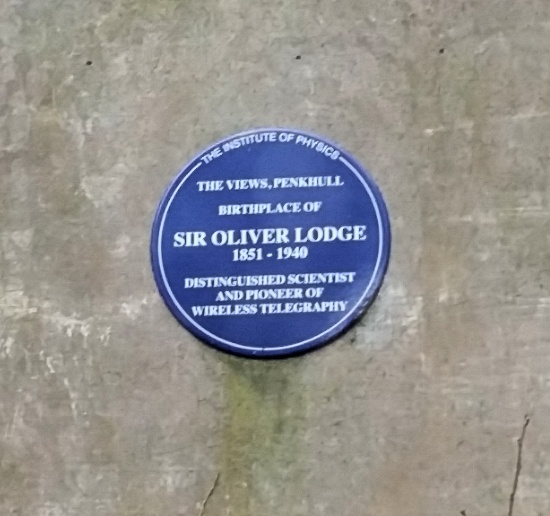 THE INSTITUTE OF PHYSICS
THE VIEWS, PENKHULL
BIRTHPLACE OF
SIR OLIVER LODGE
1851 - 1940
DISTINGUISHED SCIENTIST
AND PIONEER OF
WIRELESS TELEGRAPHY